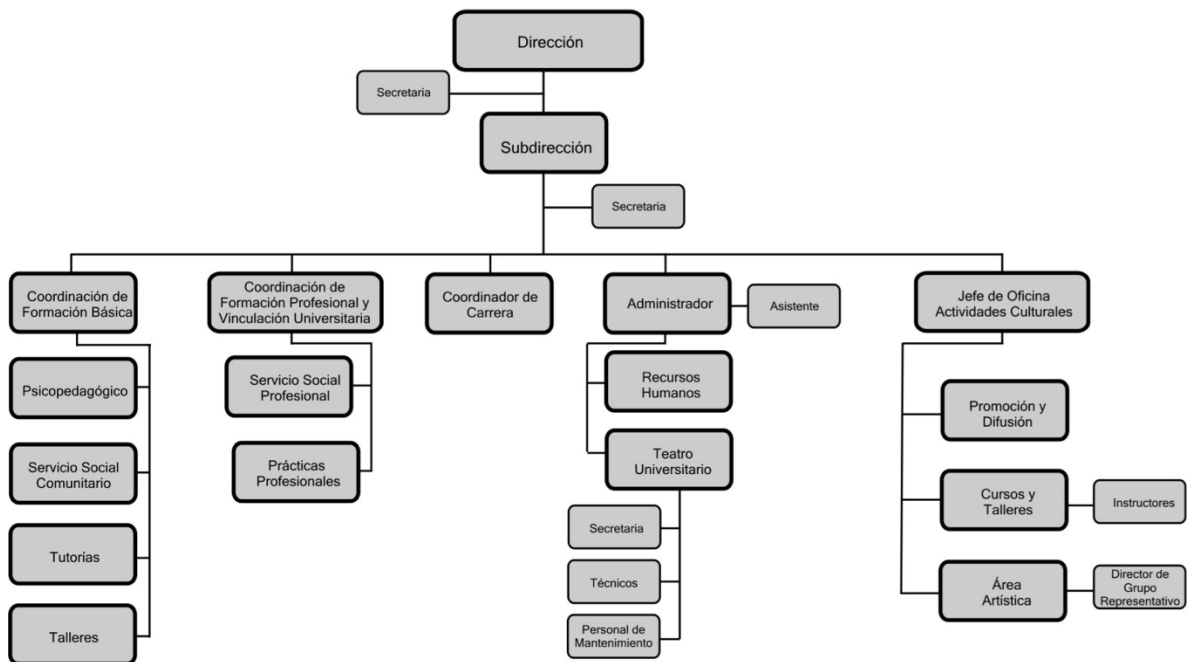 Dirección
Secretaria
Subdirección
Secretaria
Coordinación de
Formación Básica
Coordinación de
Formación Profesional y
Vinculación Universitaria
Coordinador de
Carrera
Administrador
Asistente
Jefe de Oficina
Actividades Culturales
Psicopedagógico
Servicio Social
Comunitario
Tutorías
Talleres
Servicio Social
Profesional
Prácticas
Profesionales
Recursos
Humanos
Teatro
Universitario
Secretaria
Técnicos
Personal de
Mantenimiento
Promoción y
Difusión
Cursos y
Talleres
Instructores
Área
Artística
Director de
Grupo
Representativo